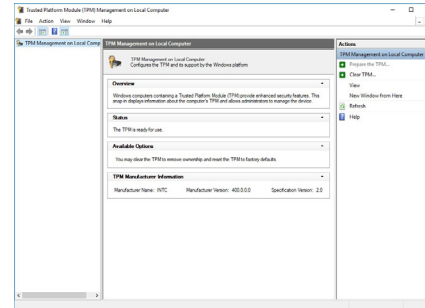 Trusted Platform Module (TPM) Management on Local Computer
File Action View Window Help
TPM Management on Local Comp
TPM Management on Local Computer
TPM Management on Local Computer
Configures the TPM and its support by the Windows platform
Overview
Windows computers containing a Trusted Platform Module (TPM) provide enhanced security features. This
snap-in displays information about the computer's TPM and allows administrators to manage the device.
Status
The TPM is ready for use.
Available Options
You may clear the TPM to remove ownership and reset the TPM to factory defaults.
TPM Manufacturer Information
Manufacturer Name: INTC Manufacturer Version: 400.0.0.0 Specification Version: 2.0
Actions
TPM Management on Local Computer
Prepare the TPM...
Clear TPM...
View
New Window from Here
Refresh
Help